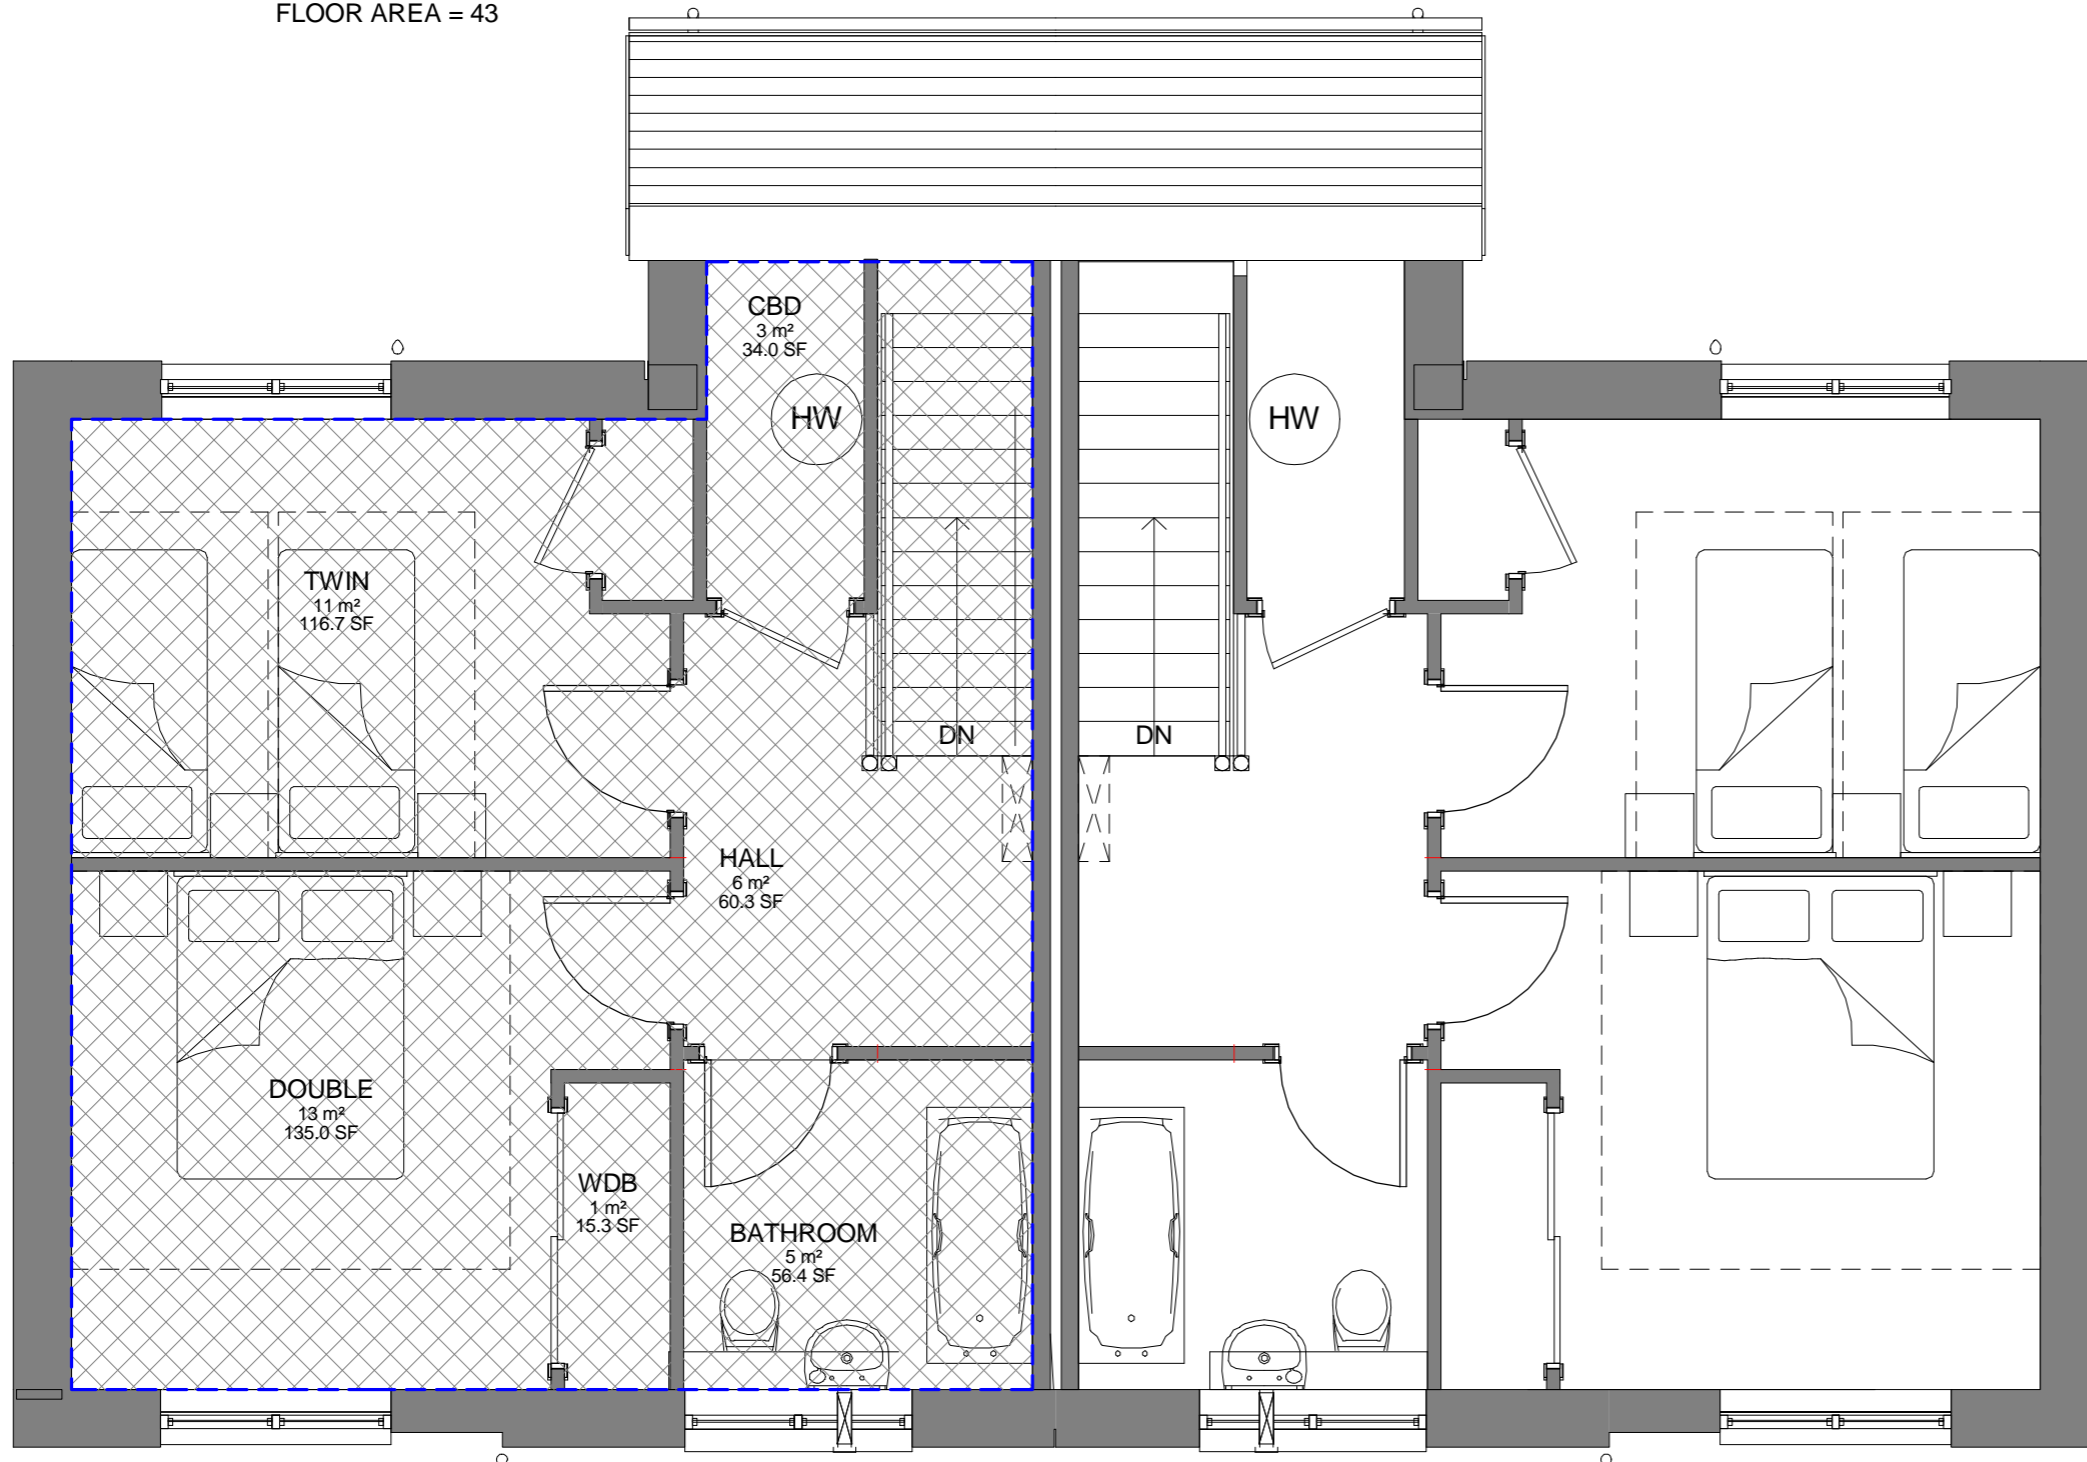 FLOOR AREA = 43
CBD
3 m²
34.0 SF
HW
HW
TWIN
11 m²
116.7 SF
DN
DN
HALL
6 m²
60.3 SF
DOUBLE
13 m²
135.0 SF
WDB
1 m²
15.3 SF
BATHROOM
5 m²
56.4 SF